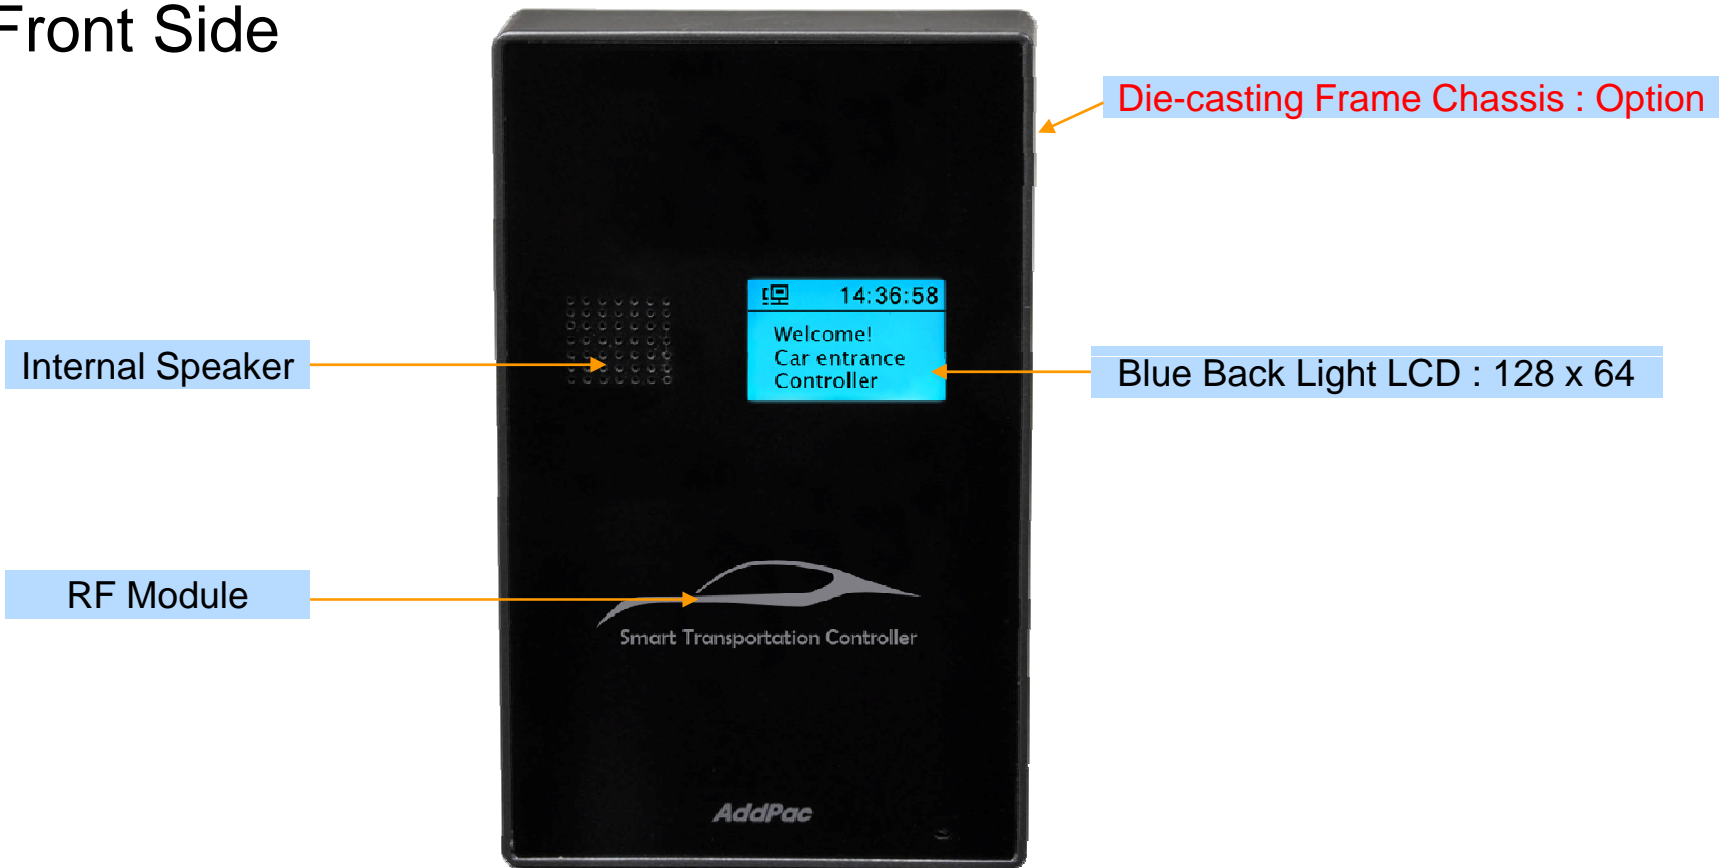 Front Side
Die-casting Frame Chassis : Option
14:36:58
Welcome!
Car entrance
Controller
Internal Speaker
Blue Back Light LCD : 128 x 64
RF Module
Smart Transportation Controller
AddPac